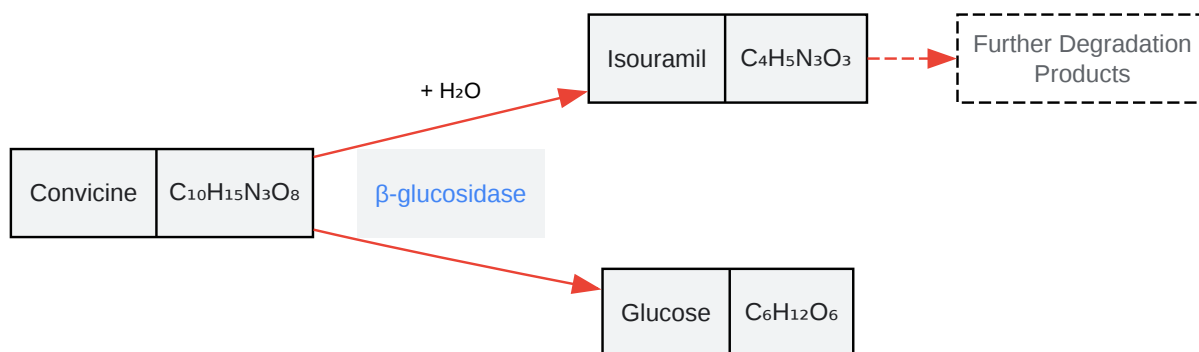 Isouramil
C₄H₅N₃O₃
Further Degradation
Products
+ H₂O
Convicine
C₁₀H₁₅N₃O₈
β-glucosidase
Glucose
C₆H₁₂O₆